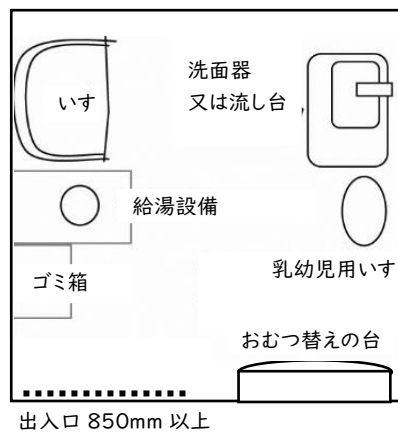 いす
洗面器
又は流し台
給湯設備
乳幼児用いす
ゴミ箱
おむつ替えの台
出入口 850mm 以上